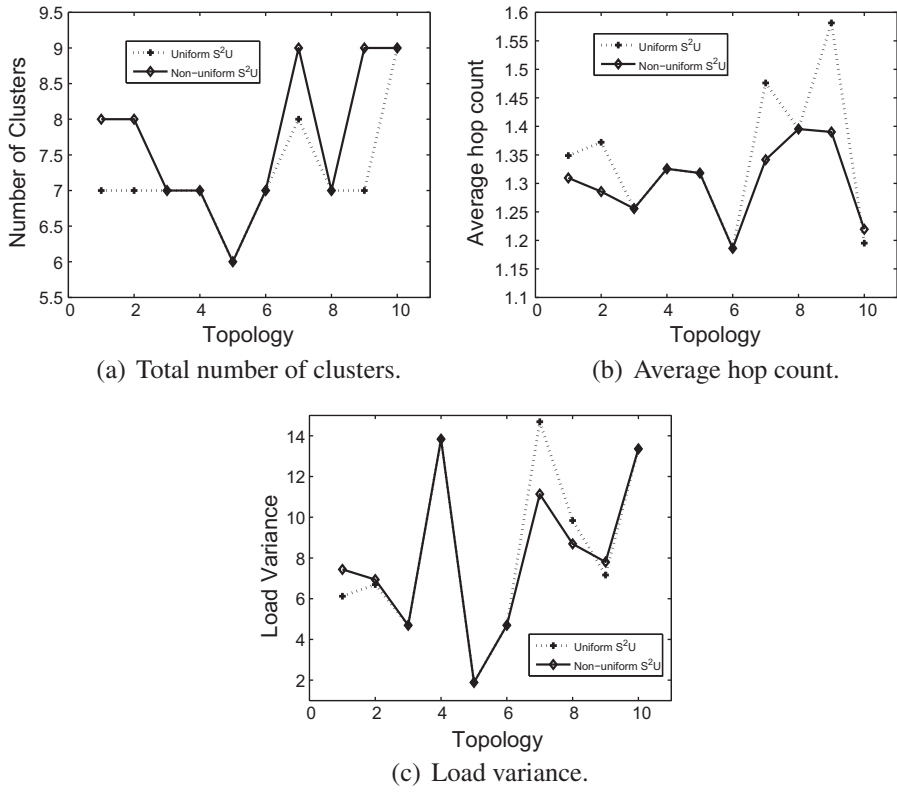 9.5
9
8.5
8
7.5
7
6.5
6
5.5
Number of Clusters
Uniform S²U
Non−uniform S²U
0 2 4 6 8 10
Topology
(a) Total number of clusters.
1.6
1.55
1.5
1.45
1.4
1.35
1.3
1.25
1.2
1.15
1.1
Average hop count
Uniform S²U
Non−uniform S²U
0 2 4 6 8 10
Topology
(b) Average hop count.
14
12
10
8
6
4
2
Load Variance
Uniform S²U
Non−uniform S²U
0 2 4 6 8 10
Topology
(c) Load variance.